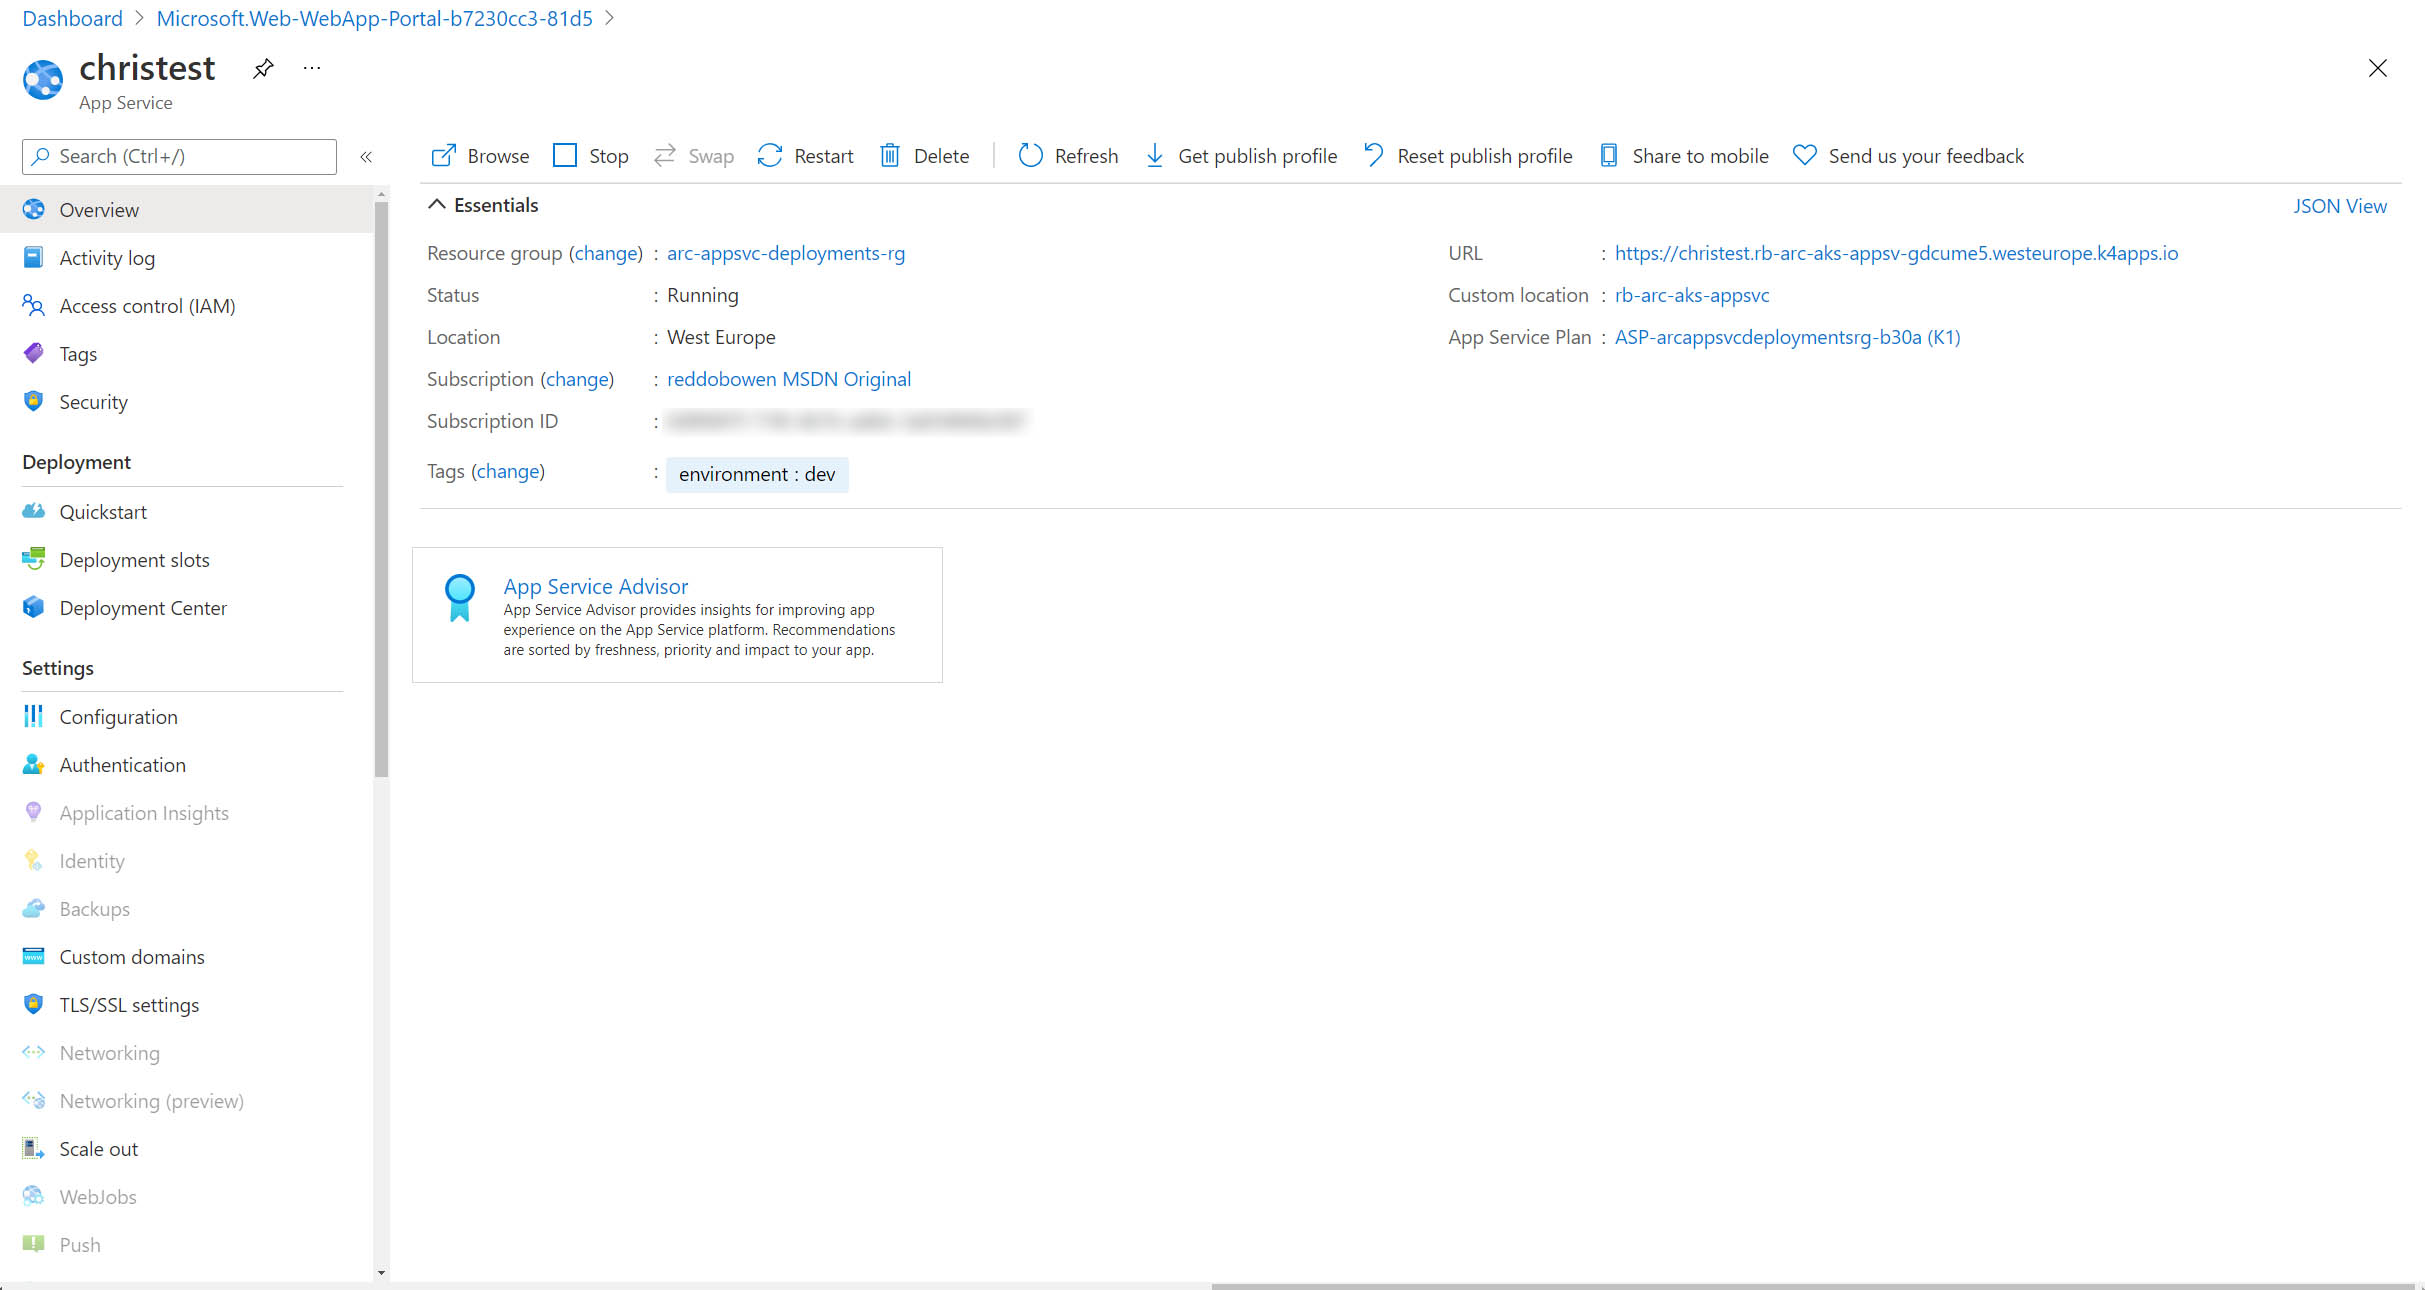 Dashboard > Microsoft.Web-WebApp-Portal-b7230cc3-81d5 >
christest
App Service
Search (Ctrl+/)
Browse Stop Swap Restart Delete Refresh Get publish profile Reset publish profile Share to mobile Send us your feedback
Overview
Activity log
Access control (IAM)
Tags
Security
Deployment
Quickstart
Deployment slots
Deployment Center
Settings
Configuration
Authentication
Application Insights
Identity
Backups
Custom domains
TLS/SSL settings
Networking
Networking (preview)
Scale out
WebJobs
Push
Essentials
JSON View
Resource group (change) : arc-appsvc-deployments-rg
Status : Running
Location : West Europe
Subscription (change) : reddobowen MSDN Original
Subscription ID :
Tags (change) : environment : dev
URL : https://christest.rb-arc-aks-appsv-gdcume5.westeurope.k4apps.io
Custom location : rb-arc-aks-appsvc
App Service Plan : ASP-arcappsvcdeploymentsrg-b30a (K1)
App Service Advisor
App Service Advisor provides insights for improving app
experience on the App Service platform. Recommendations
are sorted by freshness, priority and impact to your app.